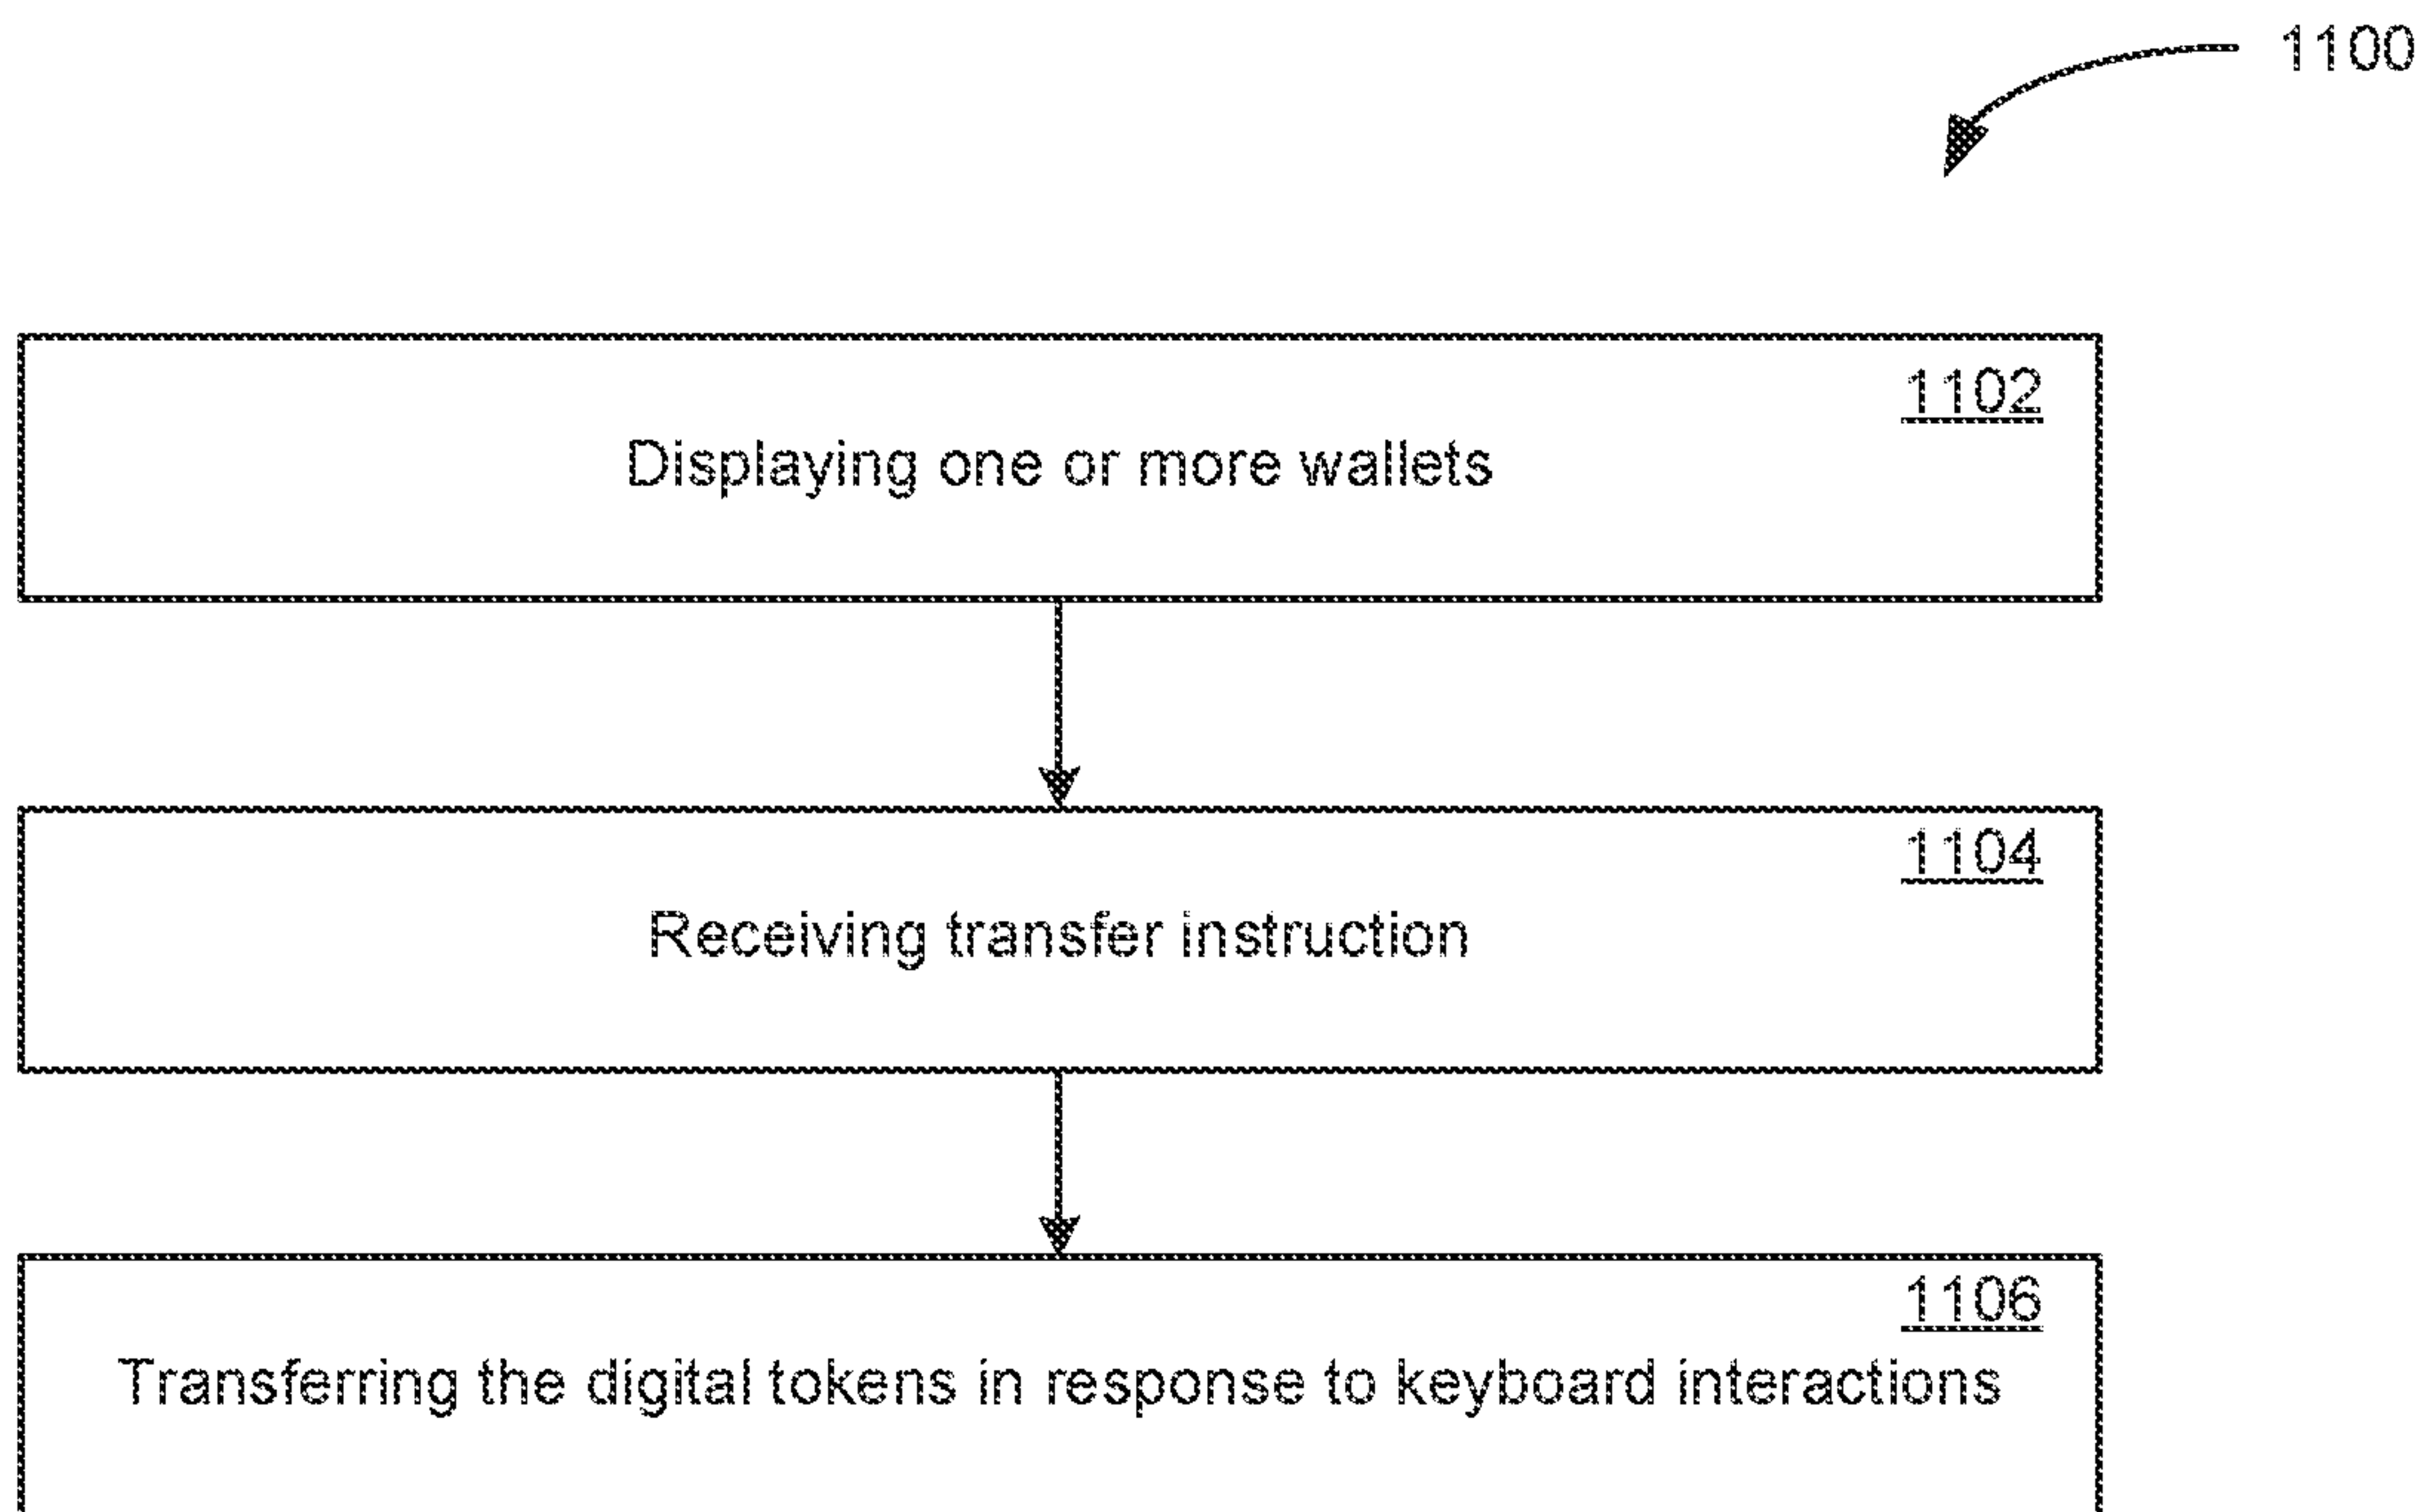 1100
1102
Displaying one or more wallets
1104
Receiving transfer instruction
1106
Transferring the digital tokens in response to keyboard interactions